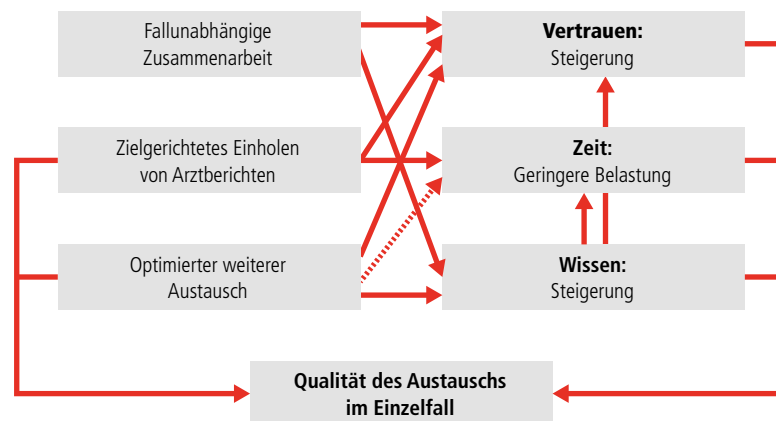 Fallunabhängige
Zusammenarbeit
Vertrauen:
Steigerung
Zielgerichtetes Einholen
von Arztberichten
Zeit:
Geringere Belastung
Optimierter weiterer
Austausch
Wissen:
Steigerung
Qualität des Austauschs
im Einzelfall